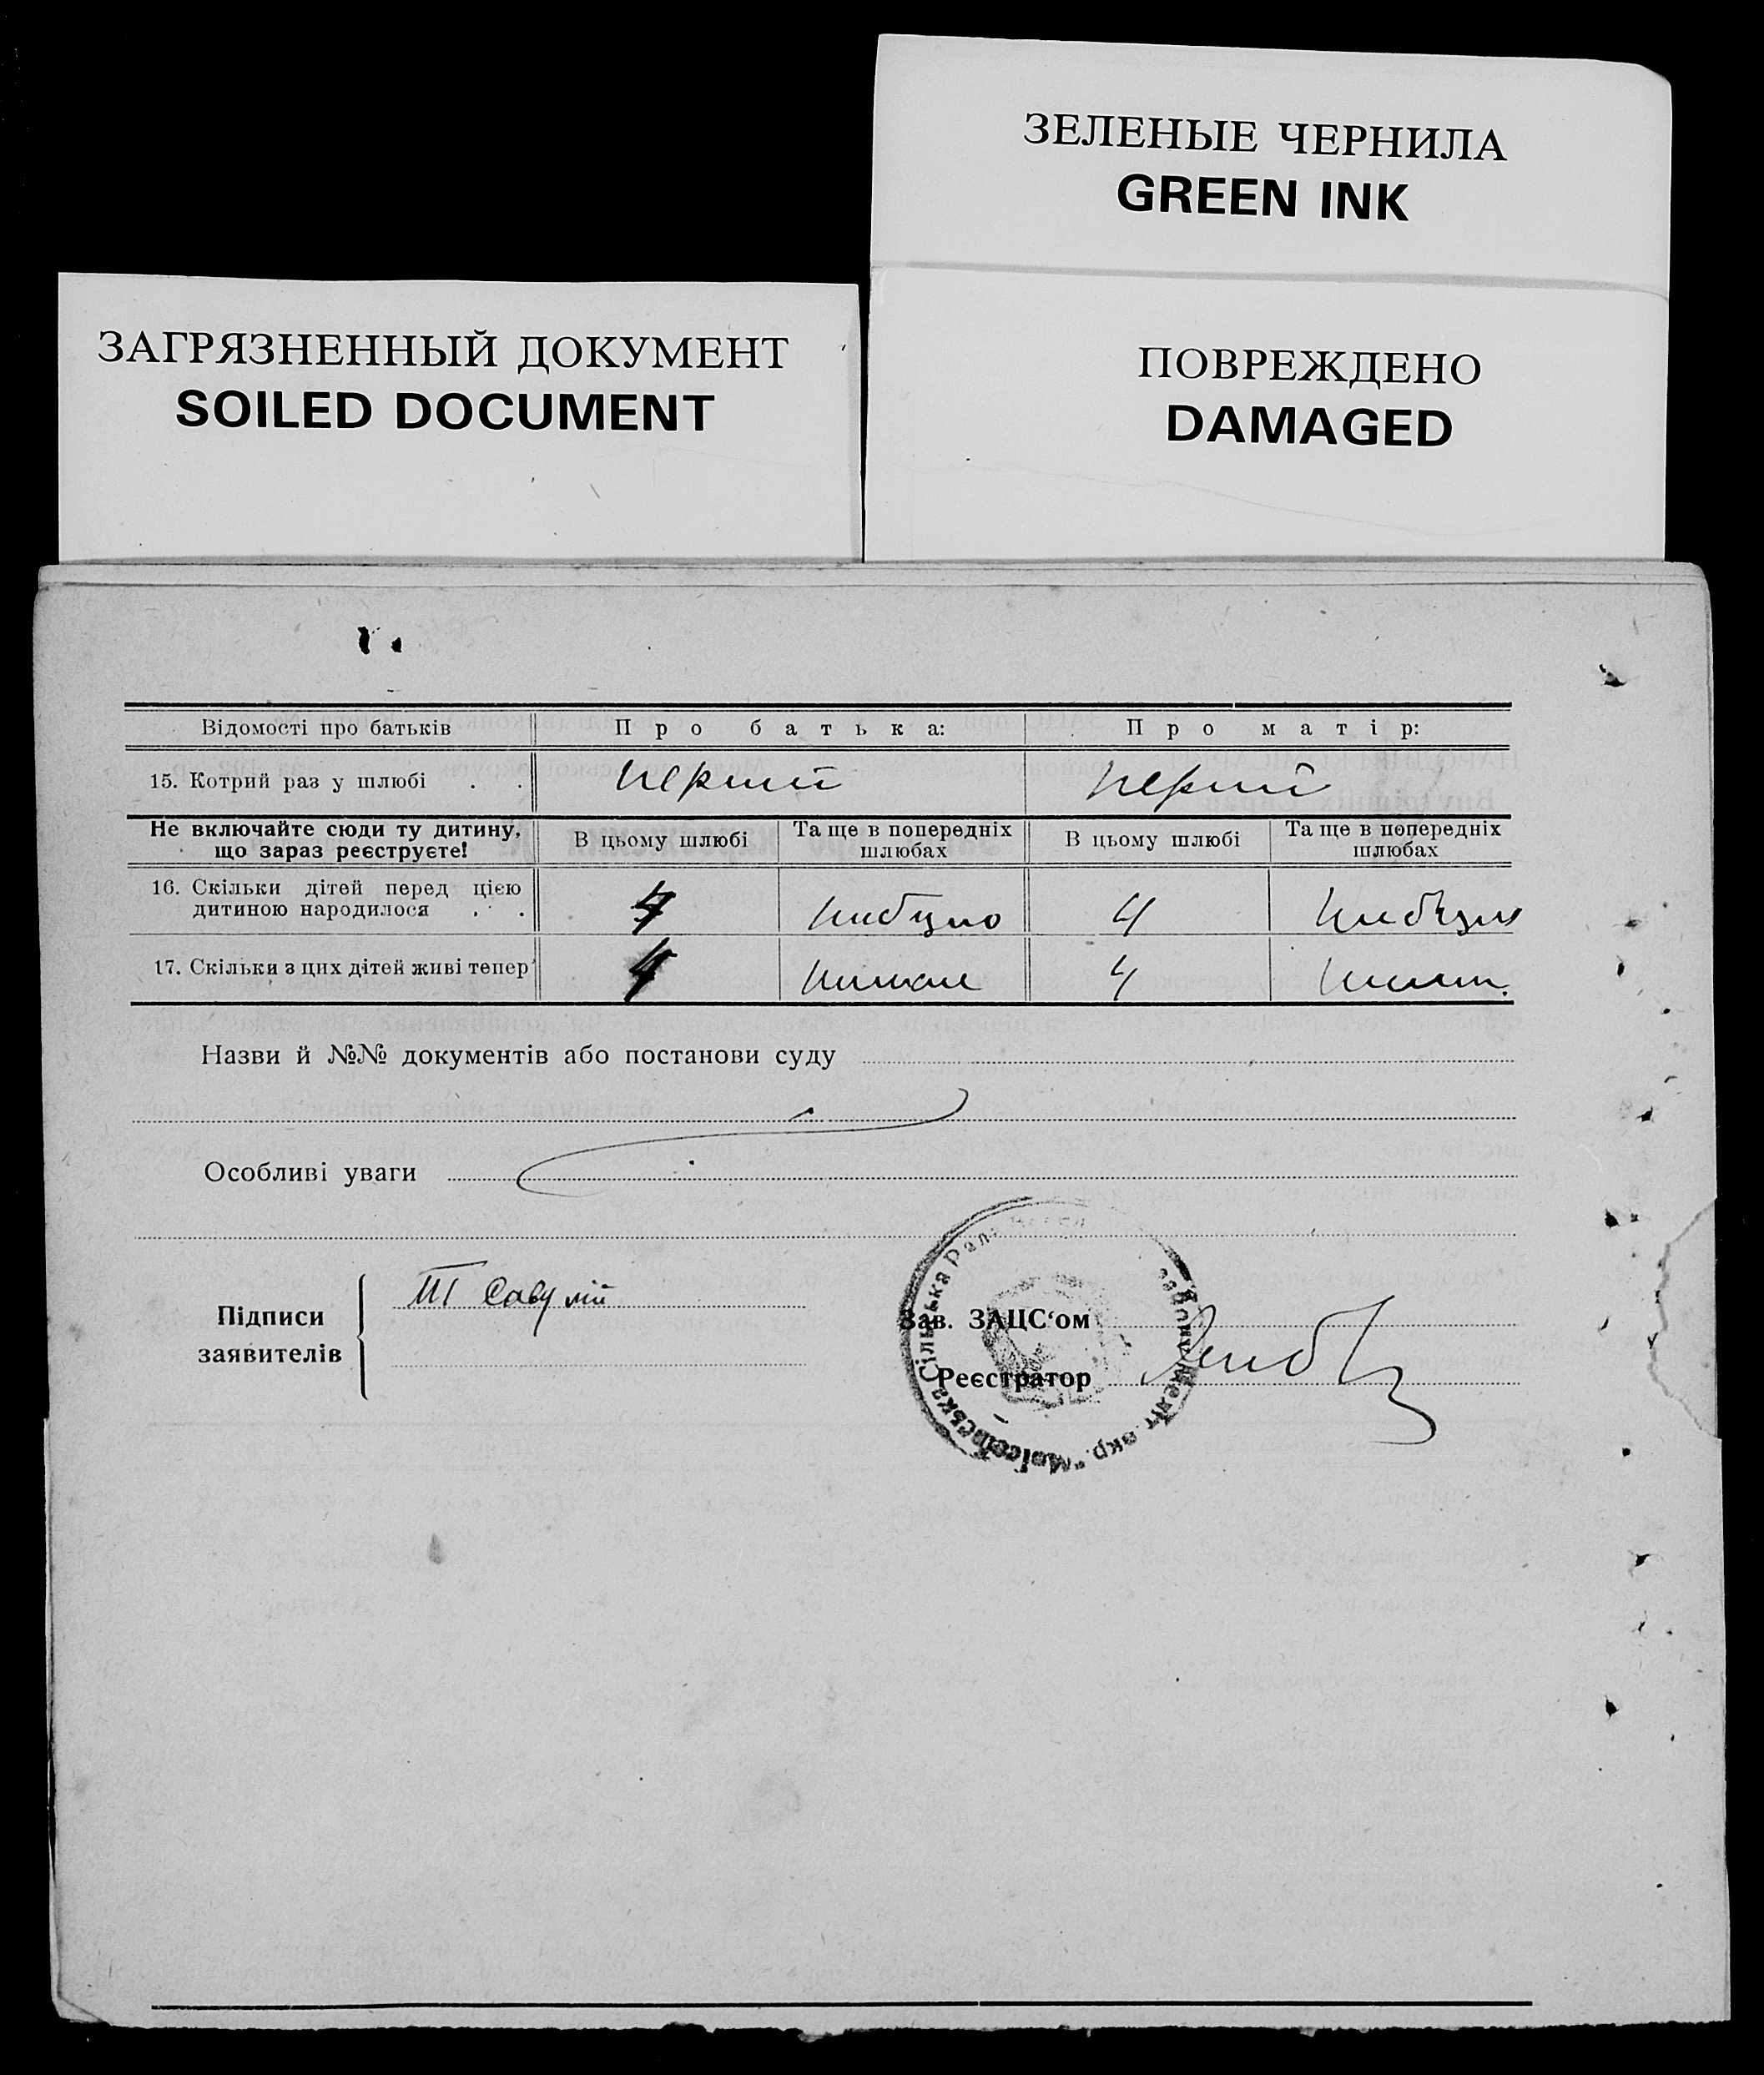 ЗЕЛЕНЫЕ ЧЕРНИЛА
GREEN INK
ЗАГРЯЗНЕННЫЙ ДОКУМЕНТ
SOILED DOCUMENT
ПОВРЕЖДЕНО
DAMAGED
Відомості про батьків Про батька: Про матір:
15. Котрий раз у шлюбі . . перший перший
Не включайте сюди ту дитину, що зараз реєструєте! В цьому шлюбі Та ще в попередніх шлюбах В цьому шлюбі Та ще в попередніх шлюбах
16. Скільки дітей перед цією дитиною народилося . . 4 небуло 4
17. Скільки з цих дітей живі тепер 4 4
Назви й №№ документів або постанови суду
Особливі уваги
Підписи заявителів
Зав. ЗАЦС‘ом
Реєстратор
Сільська Рада